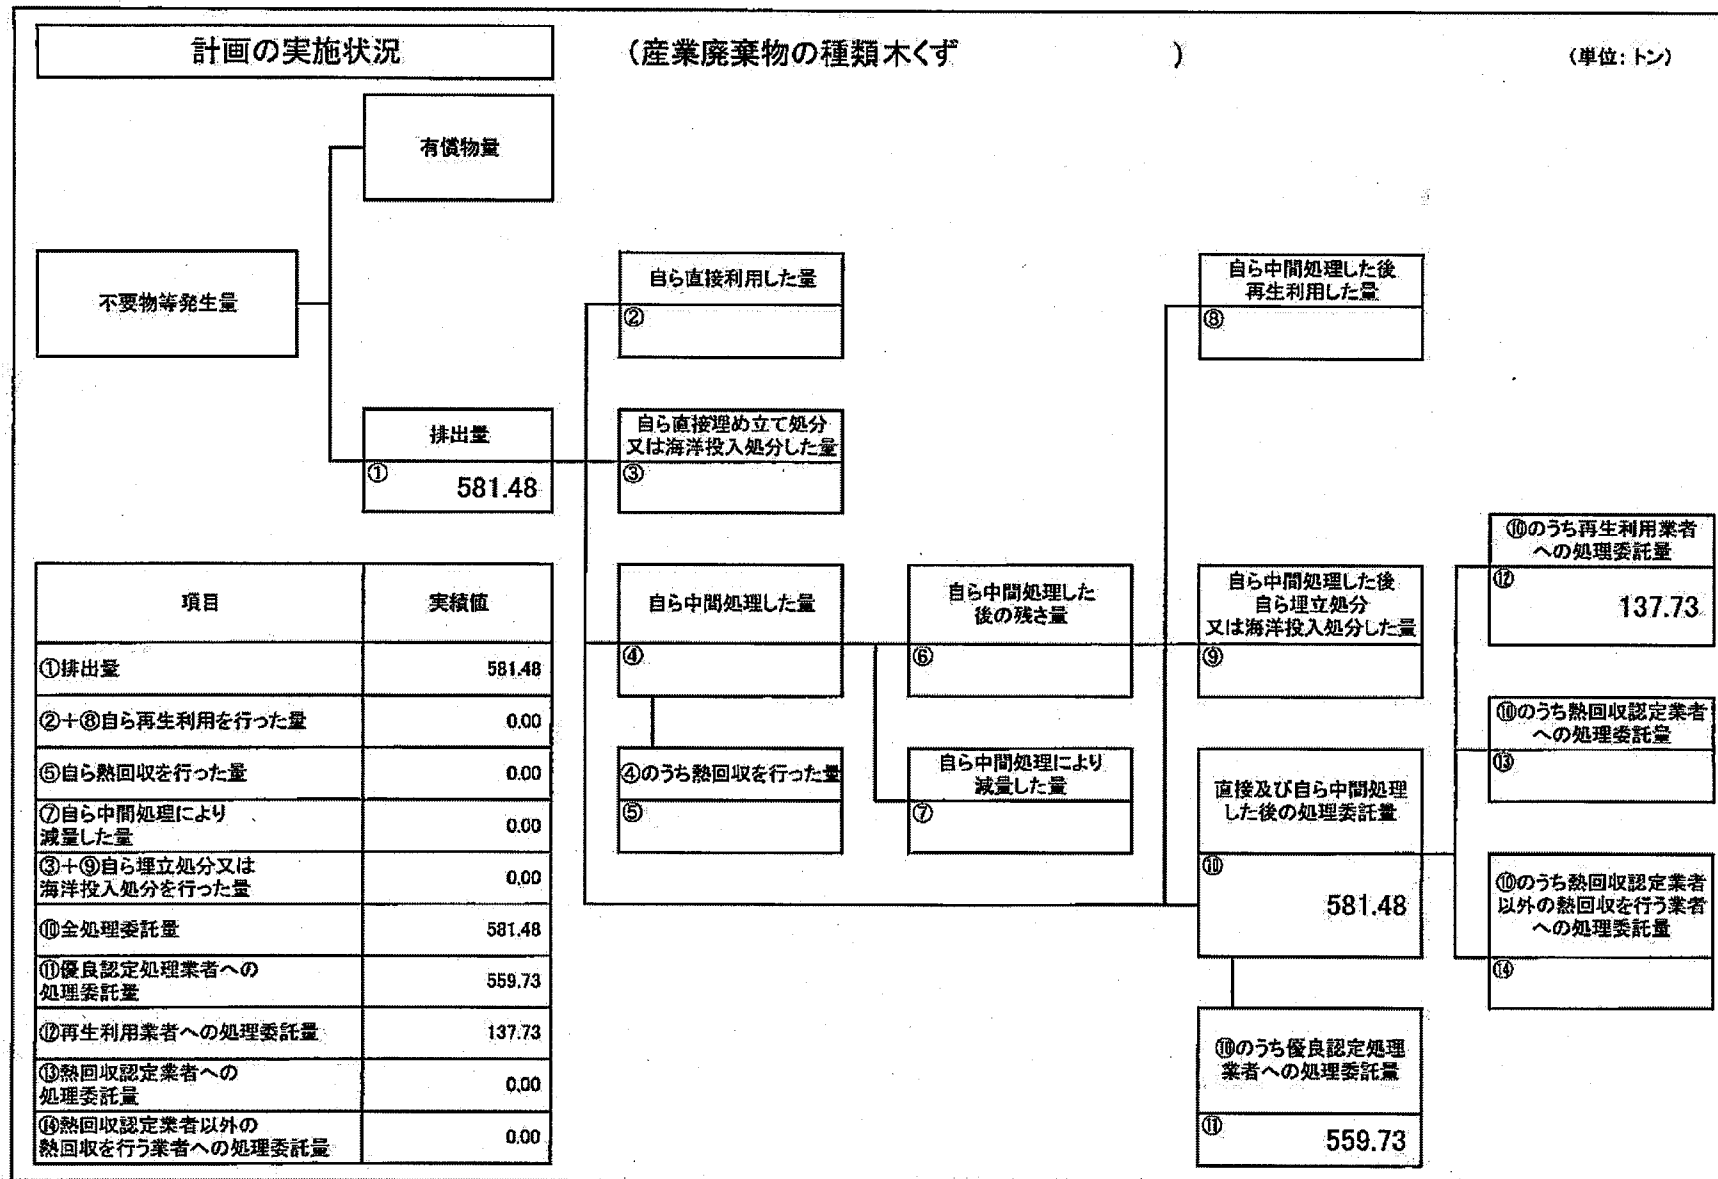 計画の実施状況
(産業廃棄物の種類木くず )
(単位:トン)
有償物量
不要物等発生量
自ら直接利用した量
②
自ら中間処理した後
再生利用した量
⑧
排出量
①
581.48
自ら直接埋め立て処分
又は海洋投入処分した量
③
項目
実績値
①排出量
581.48
②+⑧自ら再生利用を行った量
0.00
⑤自ら熱回収を行った量
0.00
⑦自ら中間処理により
減量した量
0.00
③+⑨自ら埋立処分又は
海洋投入処分を行った量
0.00
⑩全処理委託量
581.48
⑪優良認定処理業者への
処理委託量
559.73
⑫再生利用業者への処理委託量
137.73
⑬熱回収認定業者への
処理委託量
0.00
⑭熱回収認定業者以外の
熱回収を行う業者への処理委託量
0.00
自ら中間処理した量
④
自ら中間処理した
後の残さ量
⑥
自ら中間処理した後
自ら埋立処分
又は海洋投入処分した量
⑨
④のうち熱回収を行った量
⑤
自ら中間処理により
減量した量
⑦
直接及び自ら中間処理
した後の処理委託量
⑩
581.48
⑩のうち優良認定処理
業者への処理委託量
⑪
559.73
⑩のうち再生利用業者
への処理委託量
⑫
137.73
⑩のうち熱回収認定業者
への処理委託量
⑬
⑩のうち熱回収認定業者
以外の熱回収を行う業者
への処理委託量
⑭